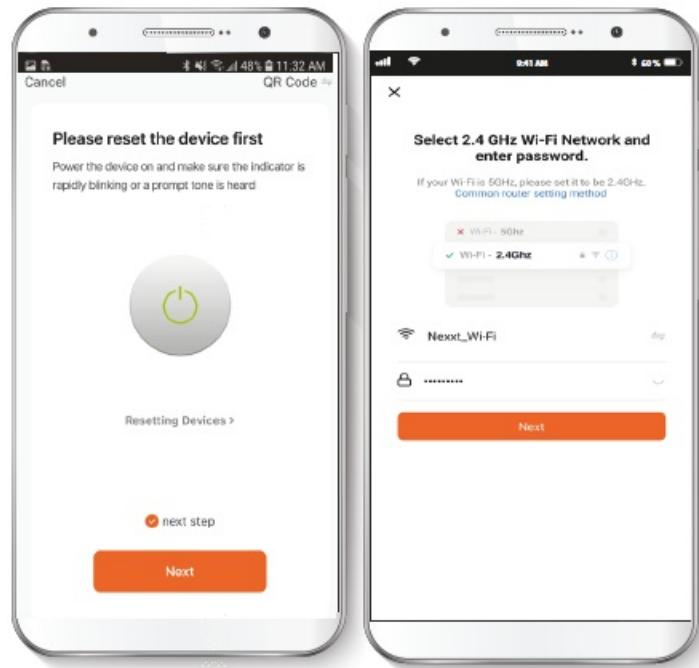 48% 11:32 AM
Cancel
QR Code
Please reset the device first
Power the device on and make sure the indicator is
rapidly blinking or a prompt tone is heard
Resetting Devices >
next step
Next
9:41 AM
60%
Select 2.4 GHz Wi-Fi Network and
enter password.
If your Wi-Fi is 5GHz, please set it to be 2.4GHz.
Common router setting method
Wi-Fi - 5Ghz
Wi-Fi - 2.4Ghz
Nexxt_Wi-Fi
•••••••••
Next